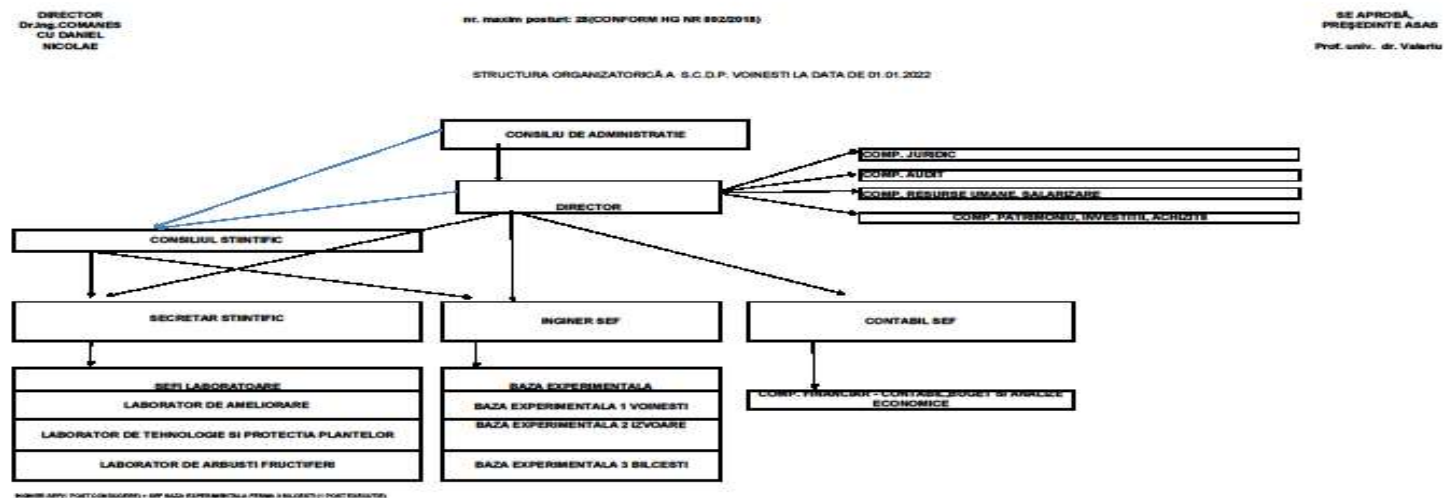 DIRECTOR
Dr.ing.COMANES
CU DANIEL
NICOLAE
nr. maxim posturi: 28(CONFORM HG NR 892/2018)
SE APROBĂ,
PREŞEDINTE ASAS
Prof. univ. dr. Valeriu
STRUCTURA ORGANIZATORICĂ A S.C.D.P. VOINESTI LA DATA DE 01.01.2022
CONSILIU DE ADMINISTRATIE
COMP. JURIDIC
COMP. AUDIT
COMP. RESURSE UMANE, SALARIZARE
DIRECTOR
COMP. PATRIMONIU, INVESTITII, ACHIZITII
CONSILIUL STIINTIFIC
SECRETAR STIINTIFIC
INGINER SEF
CONTABIL SEF
SEFI LABORATOARE
LABORATOR DE AMELIORARE
LABORATOR DE TEHNOLOGIE SI PROTECTIA PLANTELOR
LABORATOR DE ARBUSTI FRUCTIFERI
BAZA EXPERIMENTALA
BAZA EXPERIMENTALA 1 VOINESTI
BAZA EXPERIMENTALA 2 IZVOARE
BAZA EXPERIMENTALA 3 BILCESTI
COMP. FINANCIAR - CONTABIL,BUGET SI ANALIZE
ECONOMICE